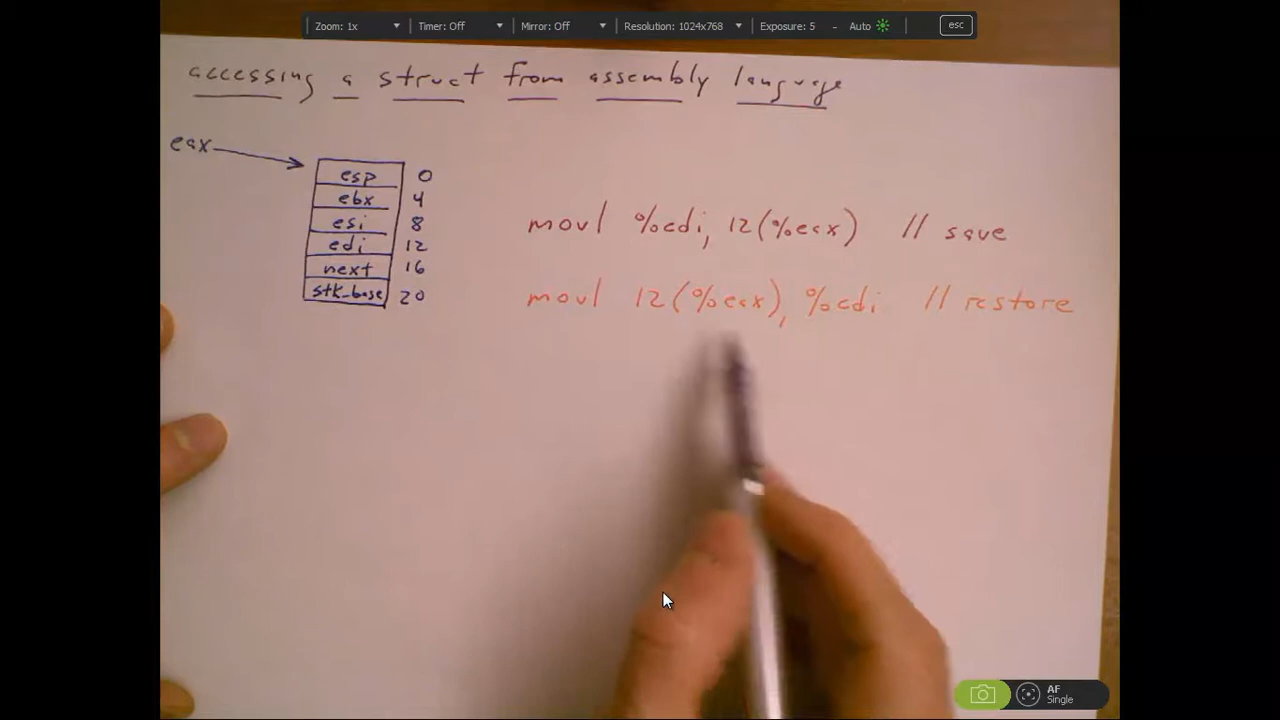 Zoom: 1x Timer: Off Mirror: Off Resolution: 1024x768 Exposure: 5 - Auto esc
accessing a struct from assembly language
eax
esp 0
ebx 4
esi 8
edi 12
next 16
stk_base 20
movl %edi, 12(%eax) // save
movl 12(%eax), %edi // restore
AF
Single